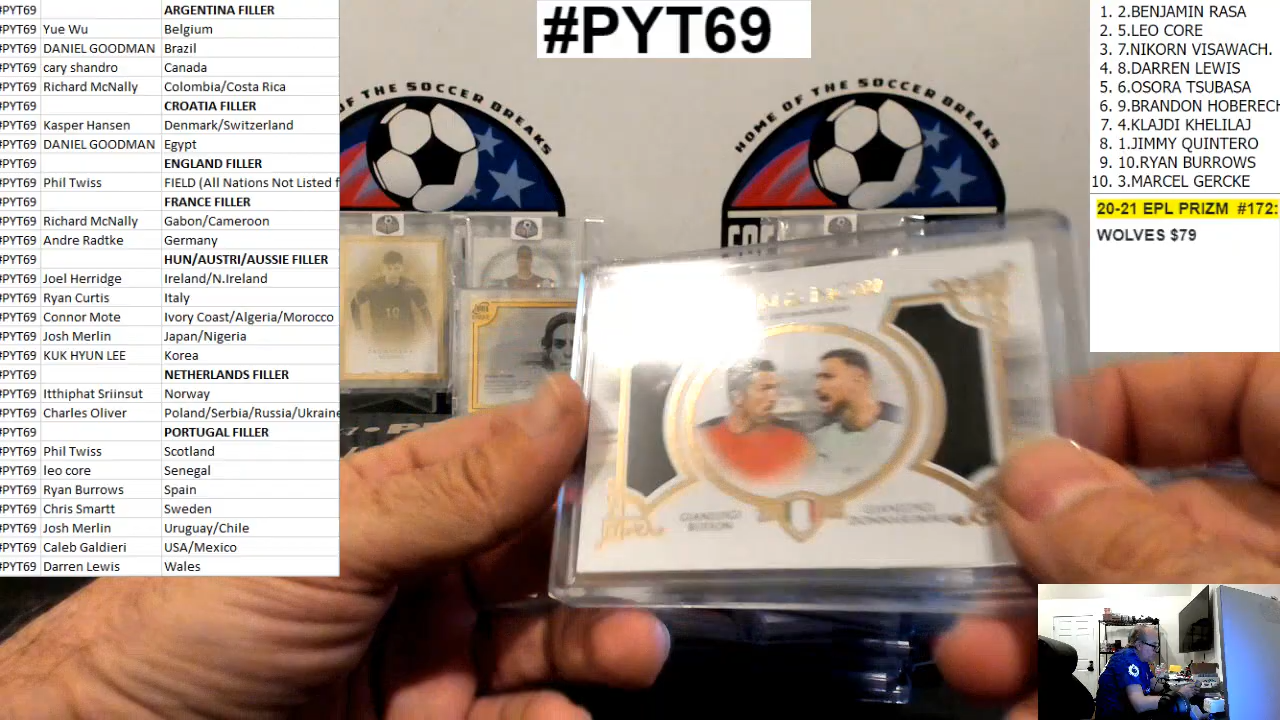 #PYT69 ARGENTINA FILLER
#PYT69 Yue Wu Belgium
#PYT69 DANIEL GOODMAN Brazil
#PYT69 cary shandro Canada
#PYT69 Richard McNally Colombia/Costa Rica
#PYT69 CROATIA FILLER
#PYT69 Kasper Hansen Denmark/Switzerland
#PYT69 DANIEL GOODMAN Egypt
#PYT69 ENGLAND FILLER
#PYT69 Phil Twiss FIELD (All Nations Not Listed f
#PYT69 FRANCE FILLER
#PYT69 Richard McNally Gabon/Cameroon
#PYT69 Andre Radtke Germany
#PYT69 HUN/AUSTRI/AUSSIE FILLER
#PYT69 Joel Herridge Ireland/N.Ireland
#PYT69 Ryan Curtis Italy
#PYT69 Connor Mote Ivory Coast/Algeria/Morocco
#PYT69 Josh Merlin Japan/Nigeria
#PYT69 KUK HYUN LEE Korea
#PYT69 NETHERLANDS FILLER
#PYT69 Itthiphat Sriinsut Norway
#PYT69 Charles Oliver Poland/Serbia/Russia/Ukraine
#PYT69 PORTUGAL FILLER
#PYT69 Phil Twiss Scotland
#PYT69 leo core Senegal
#PYT69 Ryan Burrows Spain
#PYT69 Chris Smartt Sweden
#PYT69 Josh Merlin Uruguay/Chile
#PYT69 Caleb Galdieri USA/Mexico
#PYT69 Darren Lewis Wales
#PYT69
OF THE SOCCER BREAKS
HOME OF THE SOCCER BREAKS
GIANLUIGI
BUFFON
GIANLUIGI
DONNARUMMA
1. 2.BENJAMIN RASA
2. 5.LEO CORE
3. 7.NIKORN VISAWACH.
4. 8.DARREN LEWIS
5. 6.OSORA TSUBASA
6. 9.BRANDON HOBERECH
7. 4.KLAJDI KHELILAJ
8. 1.JIMMY QUINTERO
9. 10.RYAN BURROWS
10. 3.MARCEL GERCKE
20-21 EPL PRIZM #172:
WOLVES $79